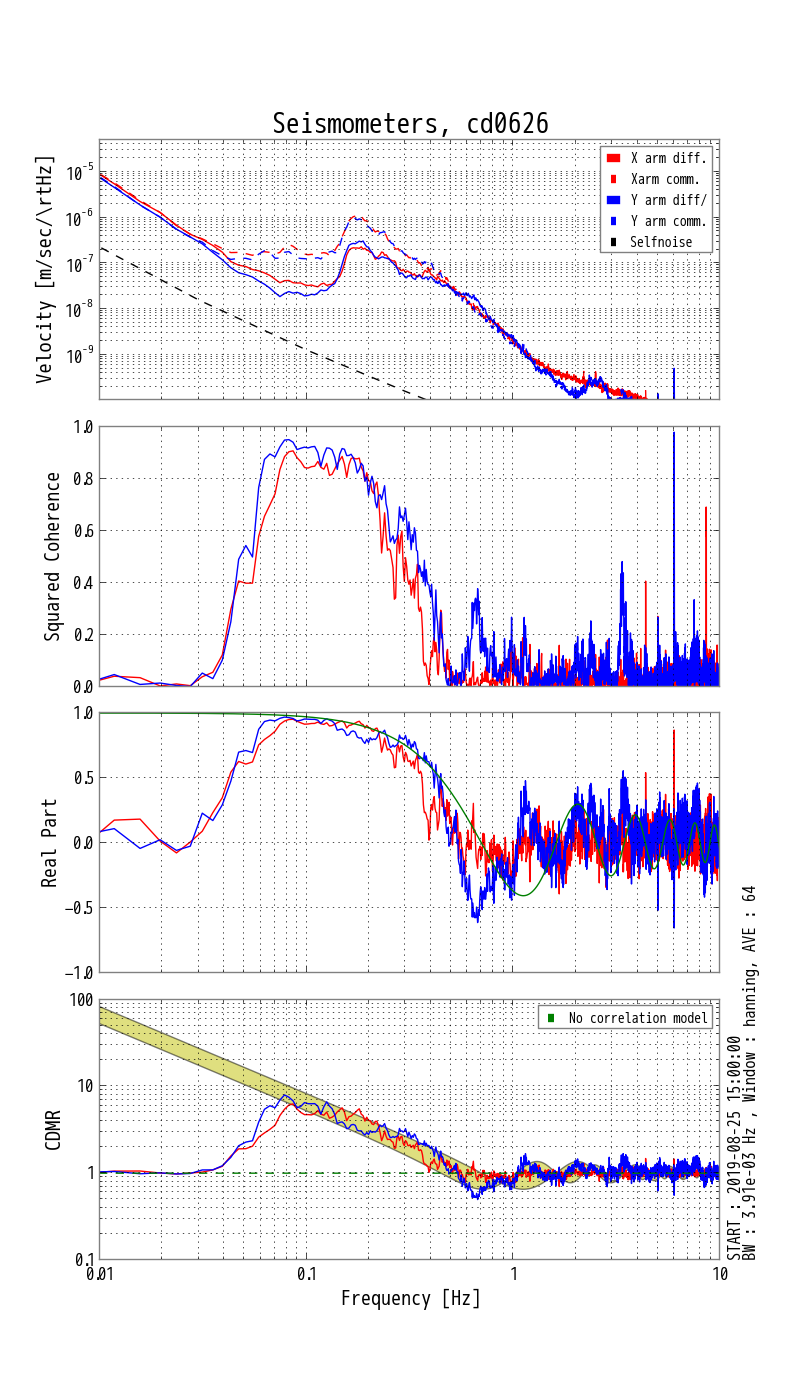 Seismometers, cd0626
Velocity [m/sec/\rtHz]
10^-5
10^-6
10^-7
10^-8
10^-9
X arm diff.
Xarm comm.
Y arm diff/
Y arm comm.
Selfnoise
Squared Coherence
1.0
0.8
0.6
0.4
0.2
0.0
Real Part
1.0
0.5
0.0
−0.5
−1.0
CDMR
100
10
1
0.1
No correlation model
0.01
0.1
1
10
Frequency [Hz]
START : 2019-08-25 15:00:00
BW : 3.91e-03 Hz , Window : hanning, AVE : 64